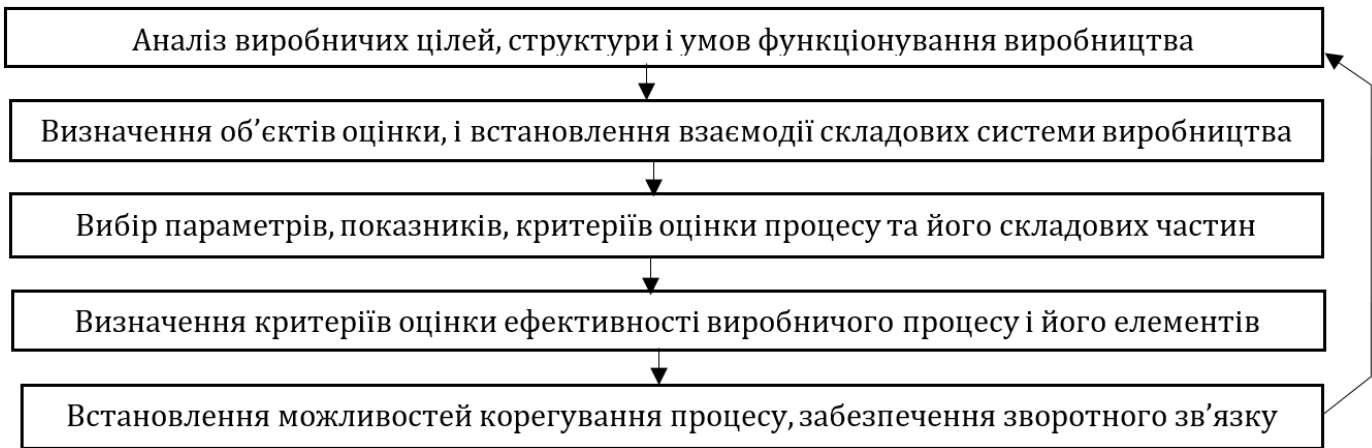 Аналіз виробничих цілей, структури і умов функціонування виробництва
Визначення об’єктів оцінки, і встановлення взаємодії складових системи виробництва
Вибір параметрів, показників, критеріїв оцінки процесу та його складових частин
Визначення критеріїв оцінки ефективності виробничого процесу і його елементів
Встановлення можливостей корегування процесу, забезпечення зворотного зв’язку